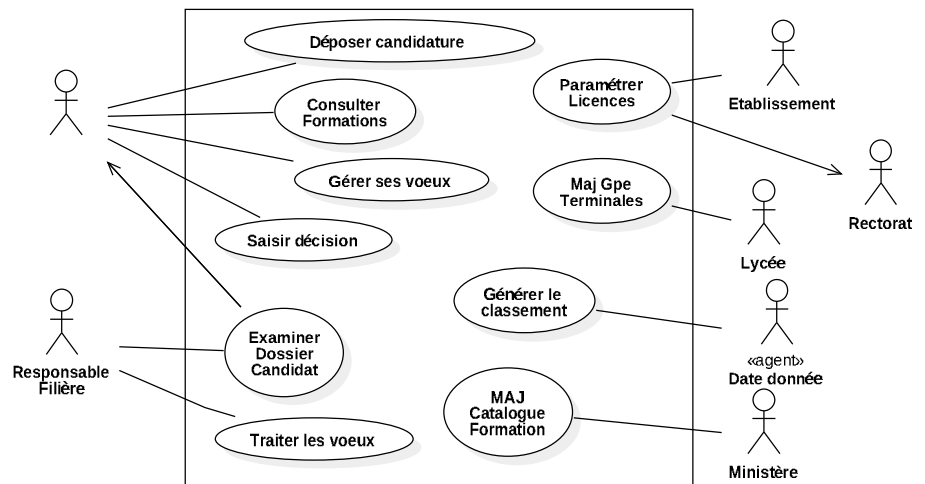 Déposer candidature
Consulter
Formations
Gérer ses voeux
Saisir décision
Examiner
Dossier
Candidat
Traiter les voeux
Paramétrer
Licences
Maj Gpe
Terminales
Générer le
classement
MAJ
Catalogue
Formation
Responsable
Filière
Etablissement
Rectorat
Lycée
«agent»
Date donnée
Ministère